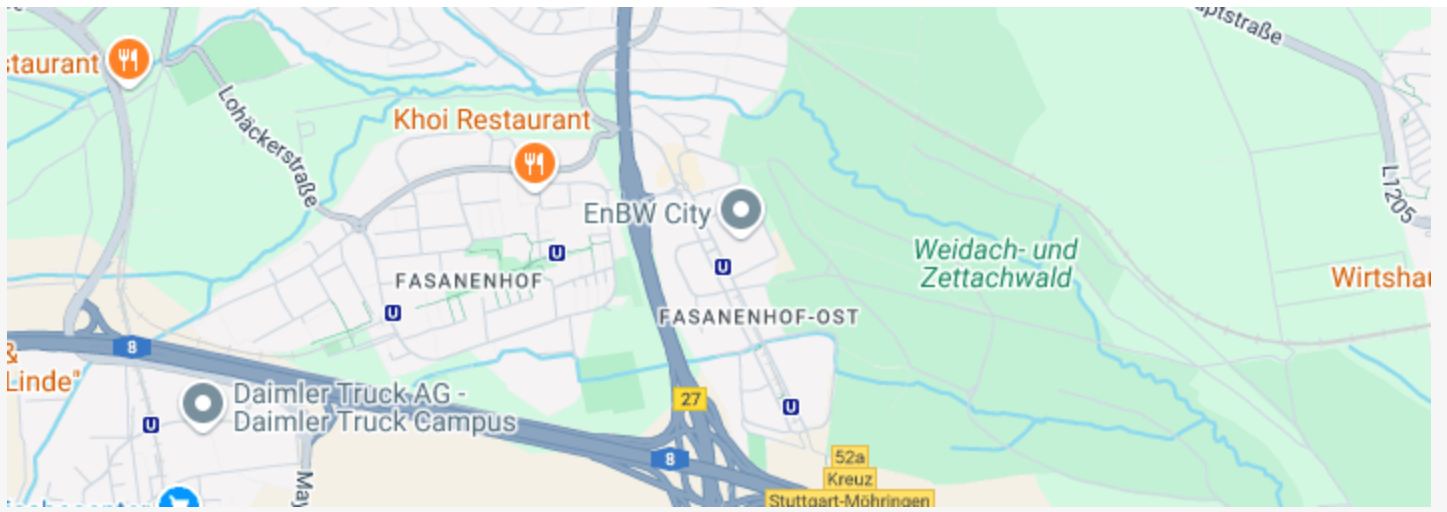 staurant
Lohäckerstraße
Khoi Restaurant
EnBW City
L1205
Weidach- und
Zettachwald
U
U
U
FASANENHOF
FASANENHOF-OST
Wirtshau
8
&
Linde"
Daimler Truck AG -
Daimler Truck Campus
27
U
U
8
52a
Kreuz
Stuttgart-Möhringen
May